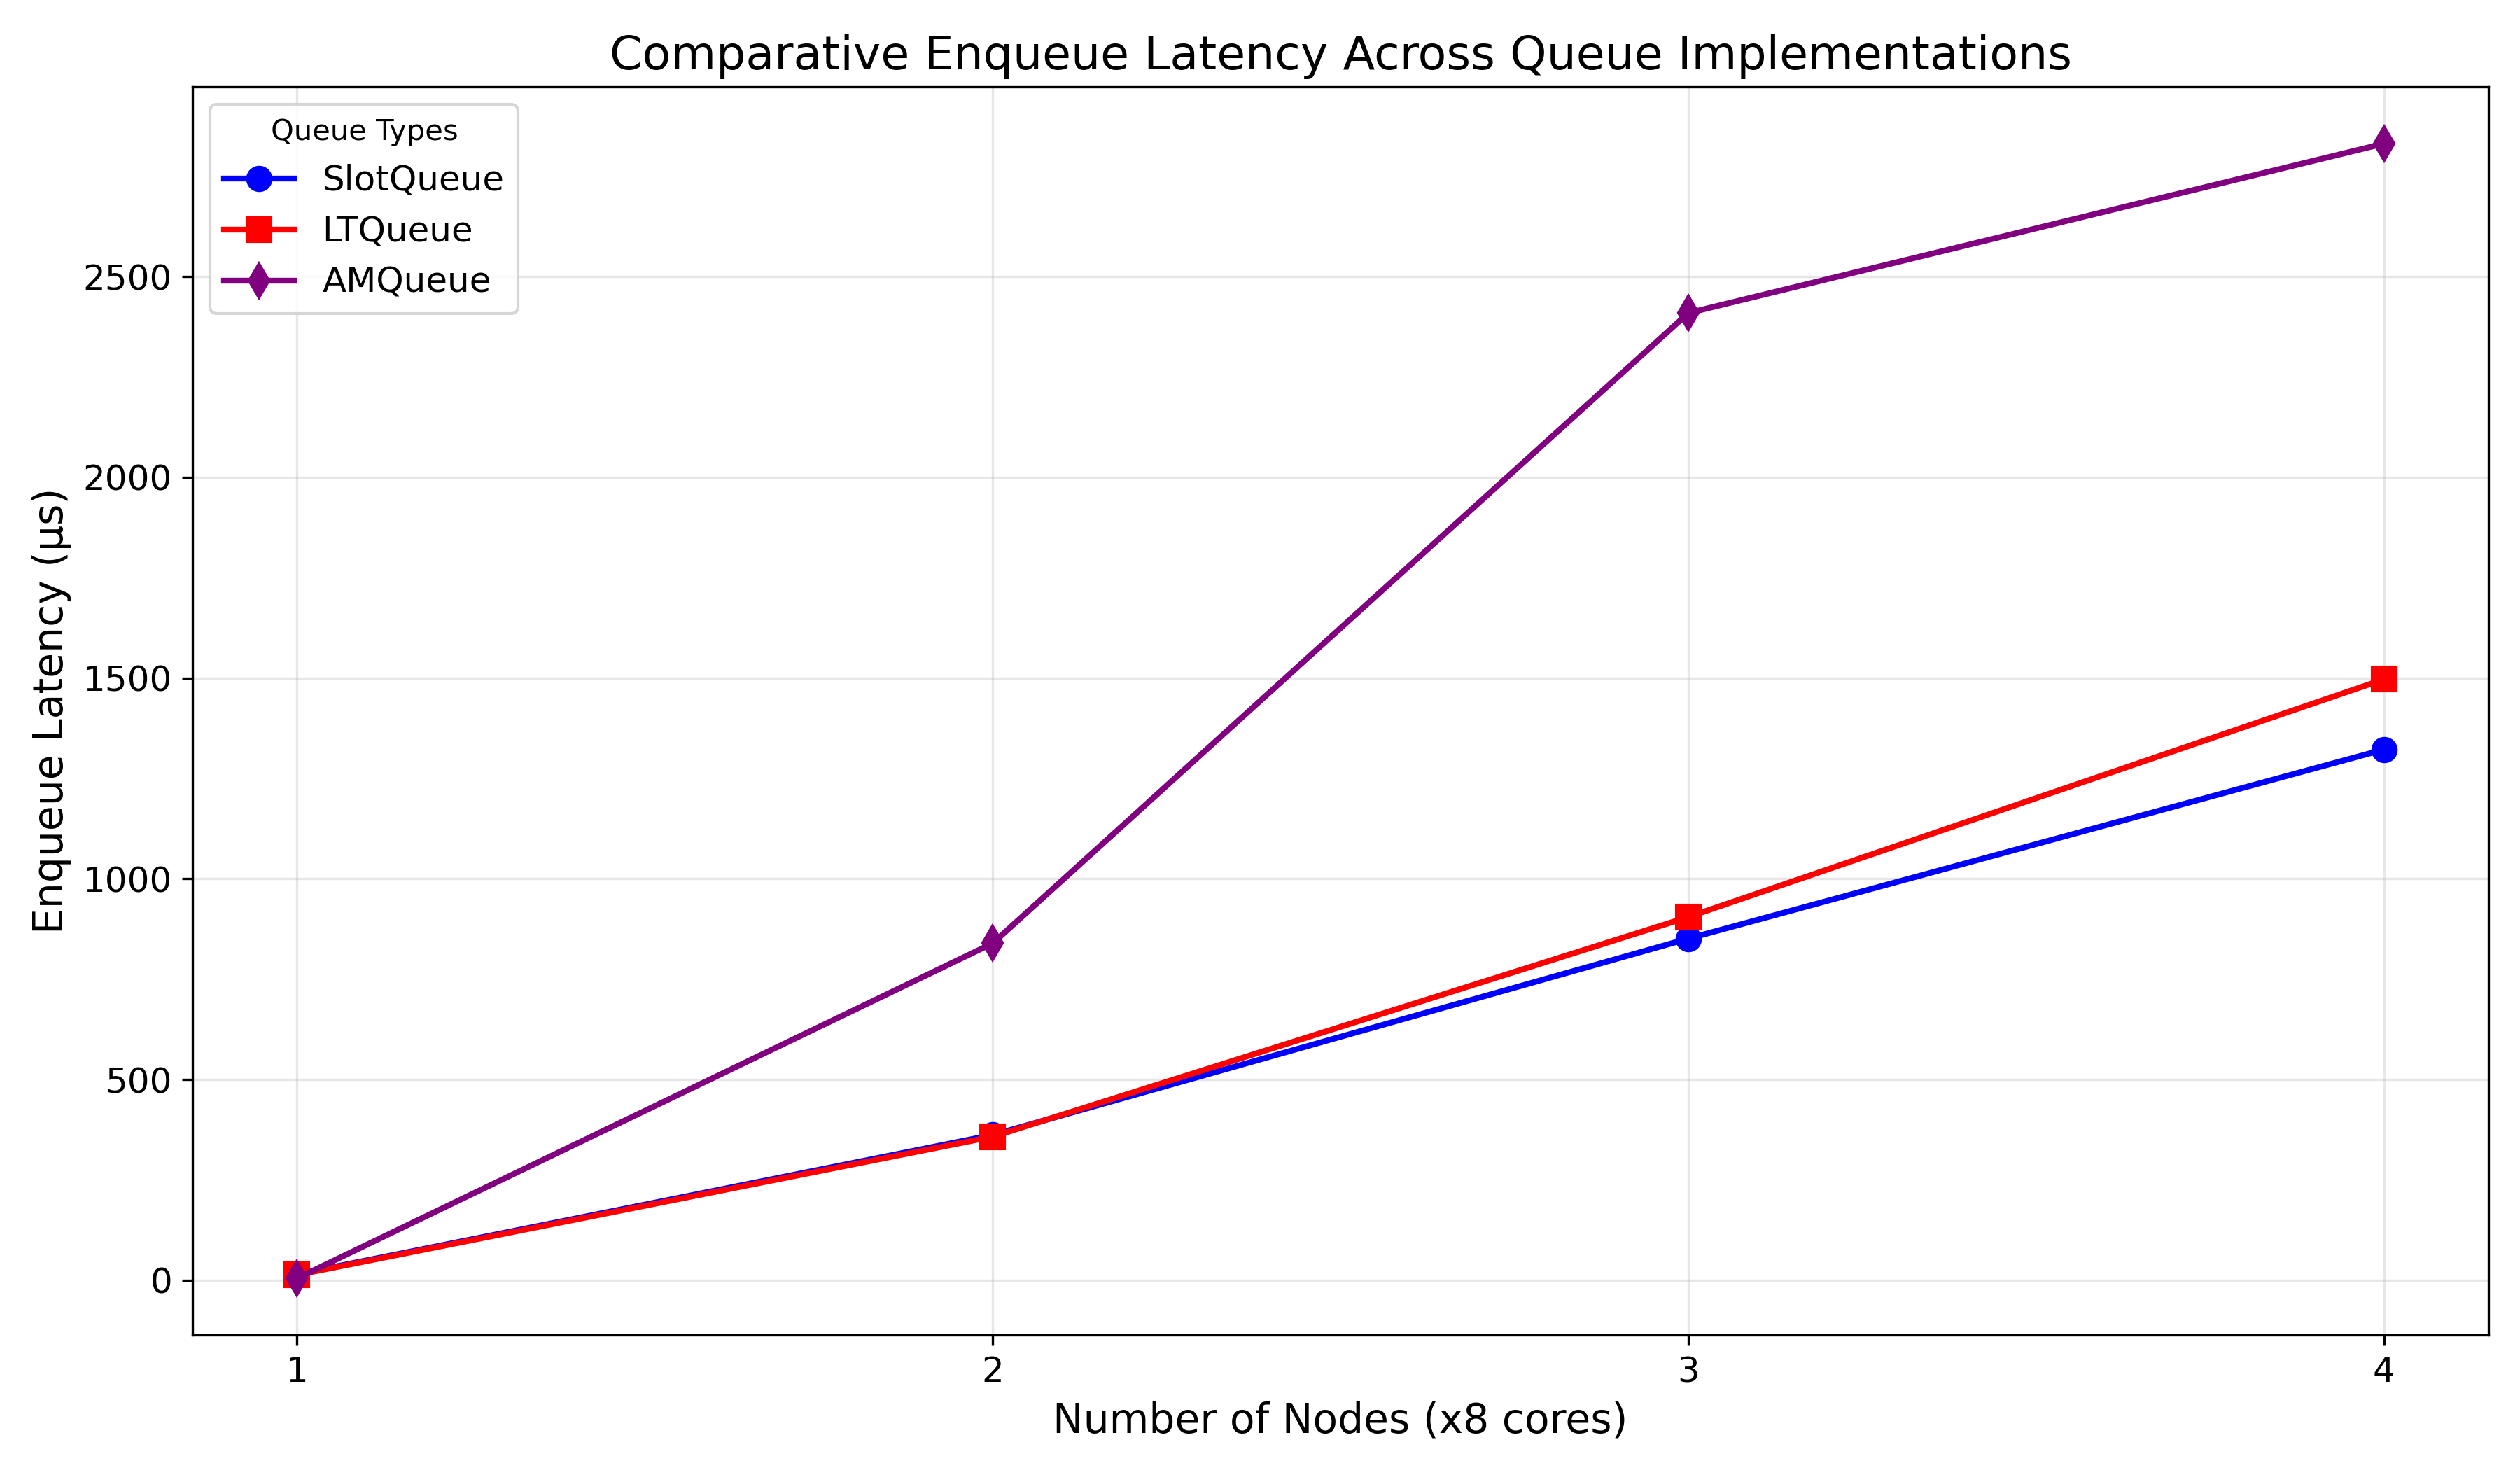 Comparative Enqueue Latency Across Queue Implementations
Queue Types
SlotQueue
LTQueue
AMQueue
Enqueue Latency (µs)
2500
2000
1500
1000
500
0
1 2 3 4
Number of Nodes (x8 cores)